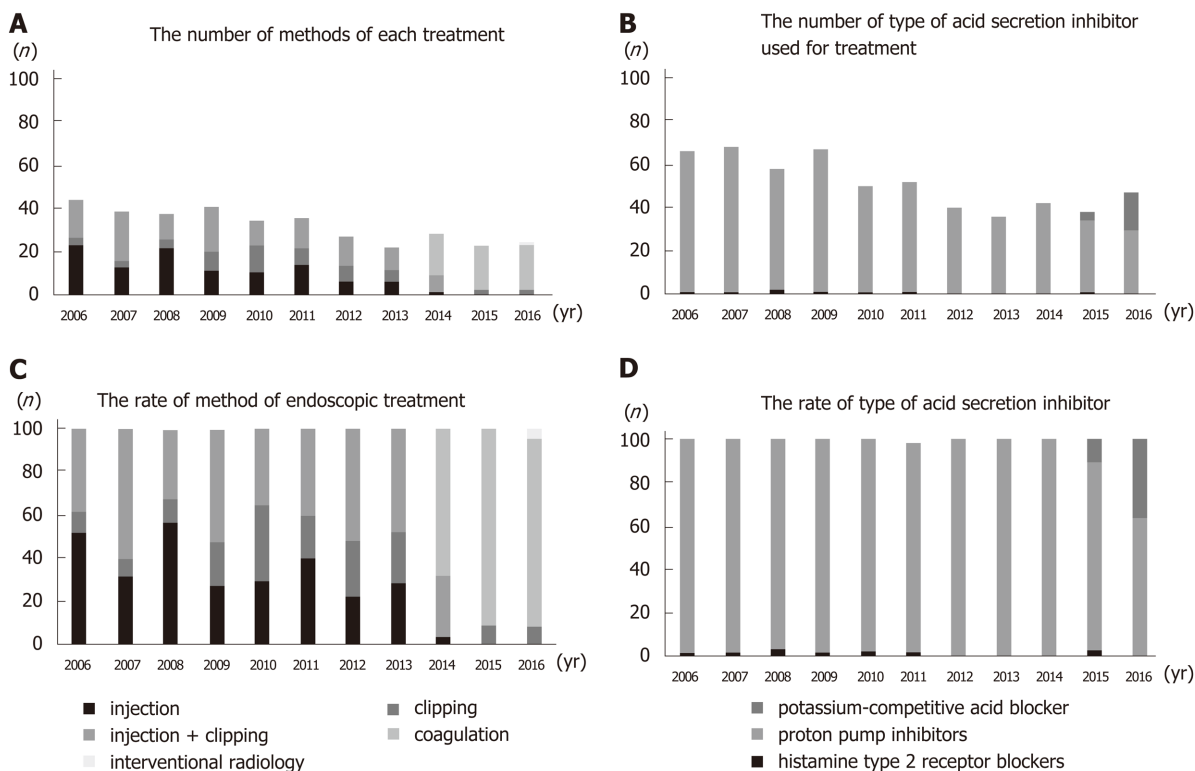 A
The number of methods of each treatment
(n)
100
80
60
40
20
0
2006 2007 2008 2009 2010 2011 2012 2013 2014 2015 2016 (yr)
B
The number of type of acid secretion inhibitor
used for treatment
(n)
100
80
60
40
20
0
2006 2007 2008 2009 2010 2011 2012 2013 2014 2015 2016 (yr)
C
The rate of method of endoscopic treatment
(n)
100
80
60
40
20
0
2006 2007 2008 2009 2010 2011 2012 2013 2014 2015 2016 (yr)
injection
injection + clipping
interventional radiology
clipping
coagulation
D
The rate of type of acid secretion inhibitor
(n)
100
80
60
40
20
0
2006 2007 2008 2009 2010 2011 2012 2013 2014 2015 2016 (yr)
potassium-competitive acid blocker
proton pump inhibitors
histamine type 2 receptor blockers